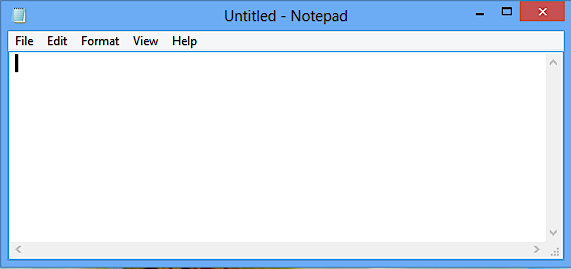 Untitled - Notepad
File Edit Format View Help